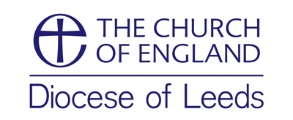 THE CHURCH
OF ENGLAND
Diocese of Leeds